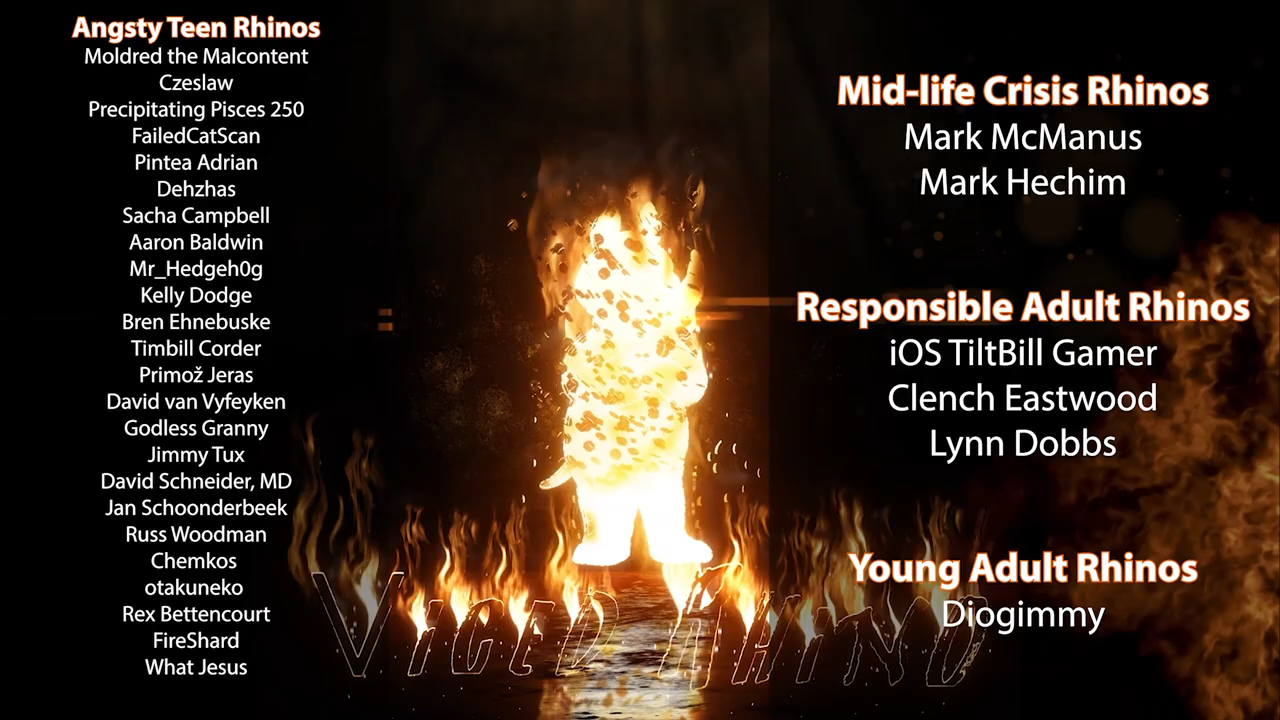 Angsty Teen Rhinos
Moldred the Malcontent
Czeslaw
Precipitating Pisces 250
FailedCatScan
Pintea Adrian
Dehzhas
Sacha Campbell
Aaron Baldwin
Mr_Hedgeh0g
Kelly Dodge
Bren Ehnebuske
Timbill Corder
Primož Jeras
David van Vyfeyken
Godless Granny
Jimmy Tux
David Schneider, MD
Jan Schoonderbeek
Russ Woodman
Chemkos
otakuneko
Rex Bettencourt
FireShard
What Jesus
Mid-life Crisis Rhinos
Mark McManus
Mark Hechim
Responsible Adult Rhinos
iOS TiltBill Gamer
Clench Eastwood
Lynn Dobbs
Young Adult Rhinos
Diogimmy
Viced Rhino